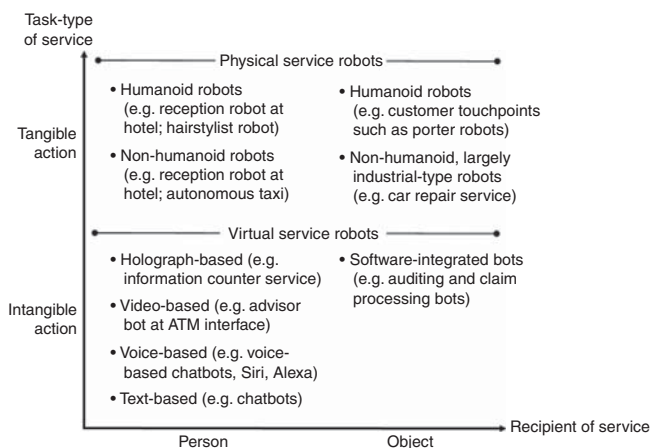 Task-type
of service
Physical service robots
Tangible
action
• Humanoid robots
(e.g. reception robot at
hotel; hairstylist robot)
• Non-humanoid robots
(e.g. reception robot at
hotel; autonomous taxi)
• Humanoid robots
(e.g. customer touchpoints
such as porter robots)
• Non-humanoid, largely
industrial-type robots
(e.g. car repair service)
Virtual service robots
Intangible
action
• Holograph-based (e.g.
information counter service)
• Video-based (e.g. advisor
bot at ATM interface)
• Voice-based (e.g. voice-
based chatbots, Siri, Alexa)
• Text-based (e.g. chatbots)
• Software-integrated bots
(e.g. auditing and claim
processing bots)
Person
Object
Recipient of service